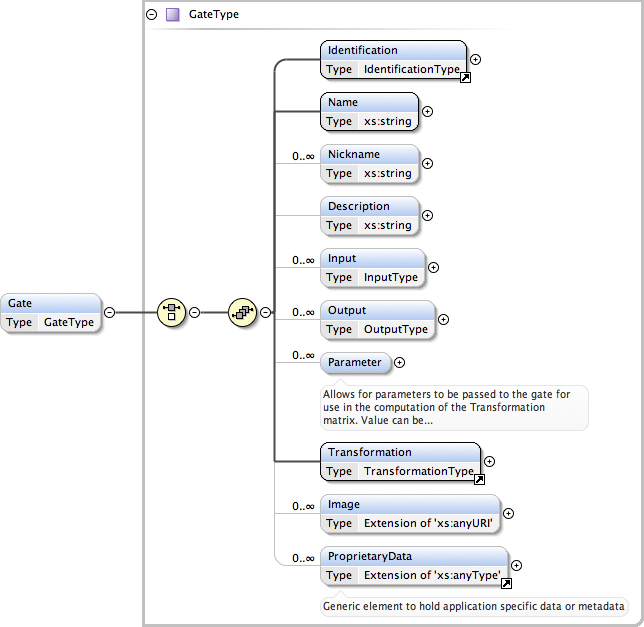 GateType
Identification
Type IdentificationType
Name
Type xs:string
0..∞ Nickname
Type xs:string
Description
Type xs:string
0..∞ Input
Type InputType
Gate
Type GateType
0..∞ Output
Type OutputType
0..∞ Parameter
Allows for parameters to be passed to the gate for
use in the computation of the Transformation
matrix. Value can be...
Transformation
Type TransformationType
0..∞ Image
Type Extension of 'xs:anyURI'
0..∞ ProprietaryData
Type Extension of 'xs:anyType'
Generic element to hold application specific data or metadata